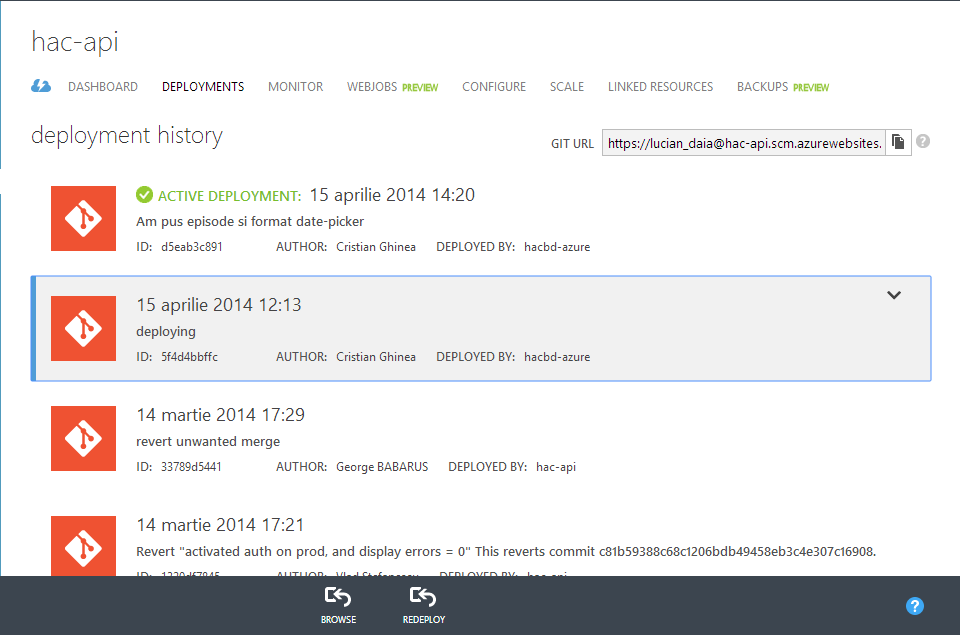 hac-api
DASHBOARD DEPLOYMENTS MONITOR WEBJOBS PREVIEW CONFIGURE SCALE LINKED RESOURCES BACKUPS PREVIEW
deployment history
GIT URL https://lucian_daia@hac-api.scm.azurewebsites.
ACTIVE DEPLOYMENT: 15 aprilie 2014 14:20
Am pus episode si format date-picker
ID: d5eab3c891 AUTHOR: Cristian Ghinea DEPLOYED BY: hacbd-azure
15 aprilie 2014 12:13
deploying
ID: 5f4d4bbffc AUTHOR: Cristian Ghinea DEPLOYED BY: hacbd-azure
14 martie 2014 17:29
revert unwanted merge
ID: 33789d5441 AUTHOR: George BABARUS DEPLOYED BY: hac-api
14 martie 2014 17:21
Revert "activated auth on prod, and display errors = 0" This reverts commit c81b59388c68c1206bdb49458eb3c4e307c16908.
ID: AUTHOR: DEPLOYED BY: hac-api
BROWSE REDEPLOY